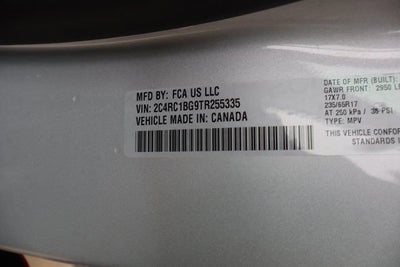 MFD BY: FCA US LLC
VIN: 2C4RC1BG9TR255335
VEHICLE MADE IN: CANADA
DATE OF MFR (BUILT):
GAWR FRONT: 2950 LB
17X7.0
235/65R17
AT 250 kPa / 36 PSI
TYPE: MPV
THIS VEHICLE CONFOR
STANDARDS I